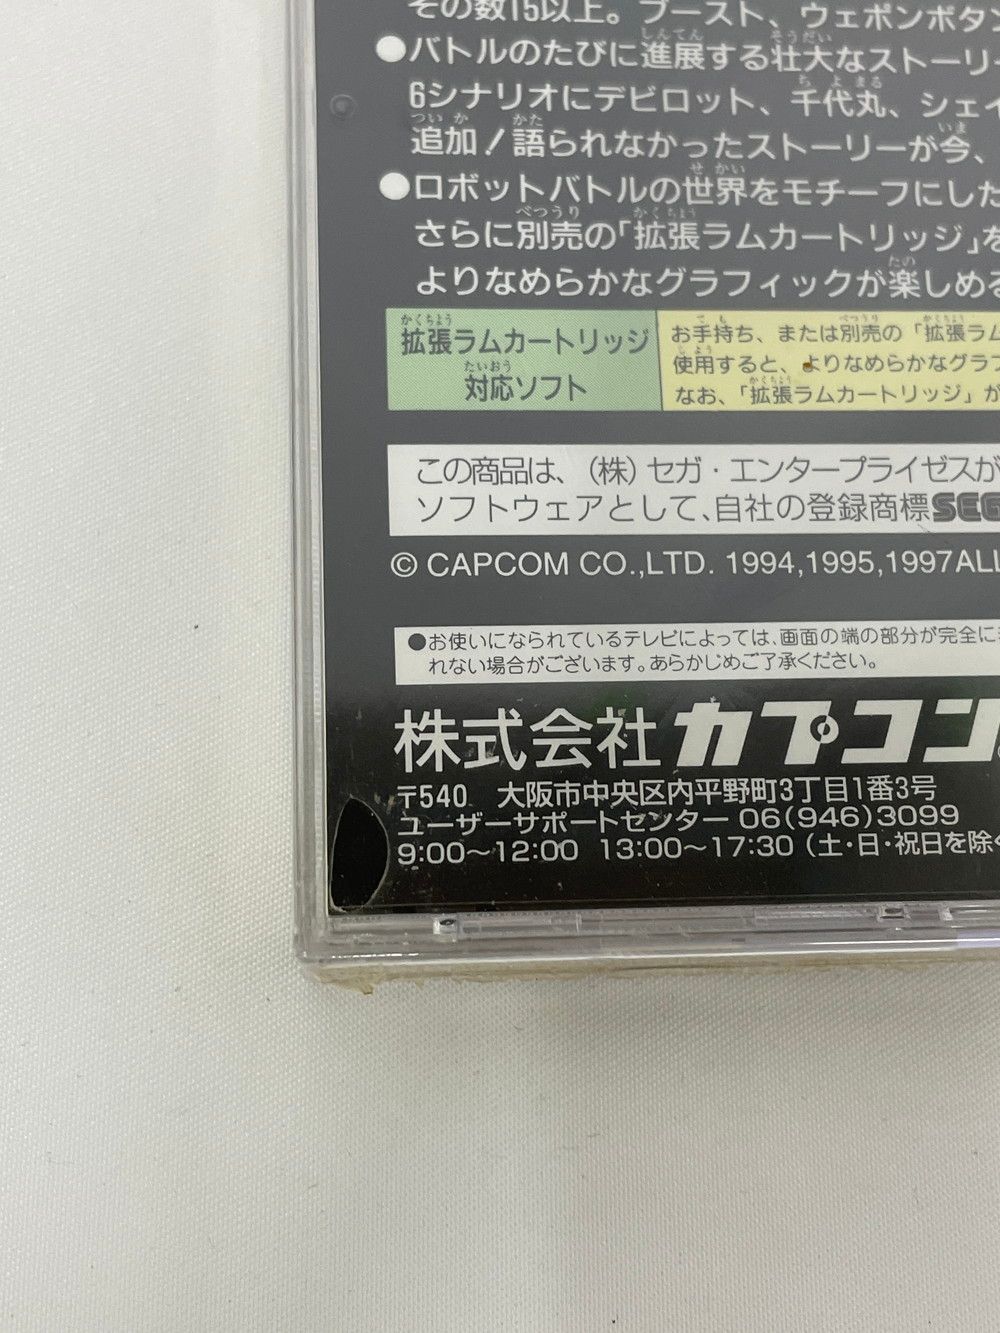 その数15以上。ブースト、ウェポンボタン
●バトルのたびに進展する壮大なストーリー
6シナリオにデビロット、千代丸、シェイ
追加!語られなかったストーリーが今、
●ロボットバトルの世界をモチーフにした
さらに別売の「拡張ラムカートリッジ」を
よりなめらかなグラフィックが楽しめる
拡張ラムカートリッジ
対応ソフト
お手持ち、または別売の「拡張ラム
使用すると、よりなめらかなグラフ
なお、「拡張ラムカートリッジ」が
この商品は、(株)セガ・エンタープライゼスが
ソフトウェアとして、自社の登録商標SEG
© CAPCOM CO.,LTD. 1994,1995,1997ALL
●お使いになられているテレビによっては、画面の端の部分が完全に
れない場合がございます。あらかじめご了承ください。
株式会社カプコン
〒540 大阪市中央区内平野町3丁目1番3号
ユーザーサポートセンター 06(946)3099
9:00〜12:00 13:00〜17:30(土・日・祝日を除く